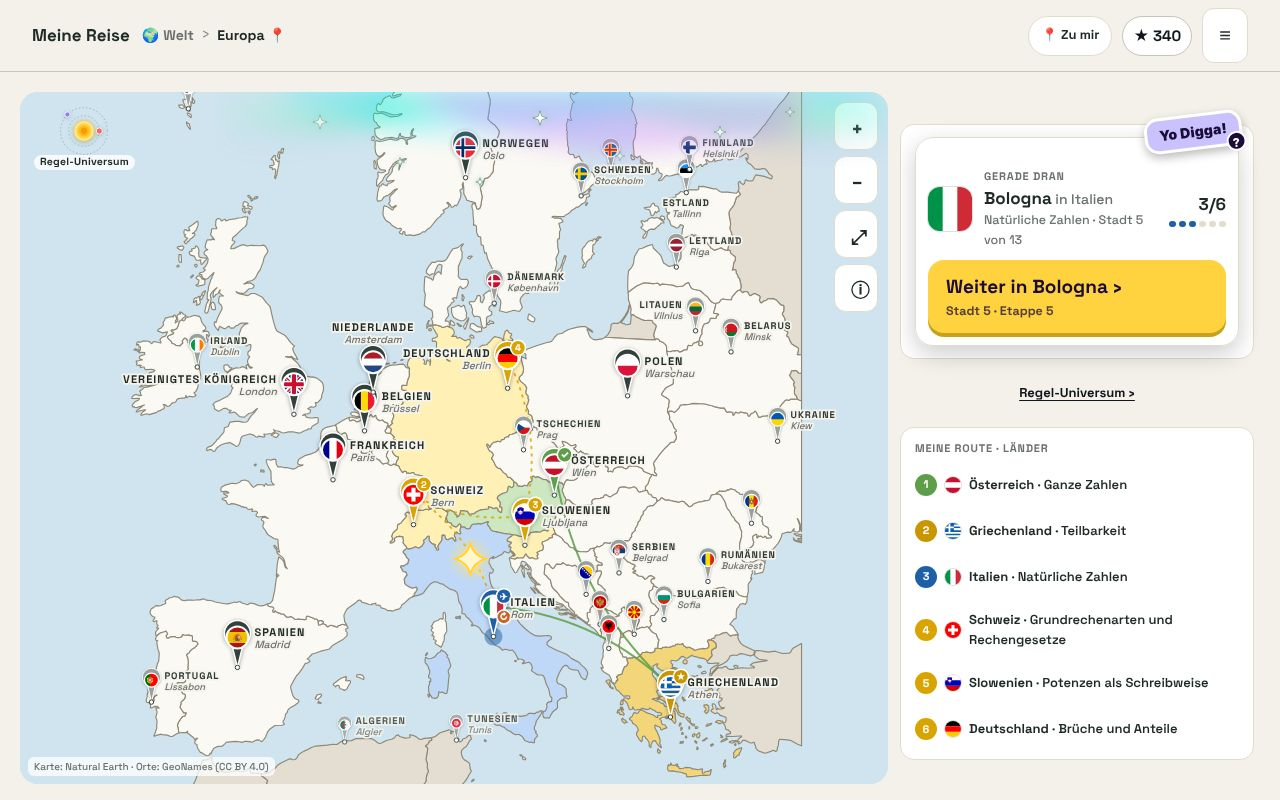 Meine Reise
🌍 Welt > Europa 📍
📍 Zu mir
★ 340
≡
Regel-Universum
+
−
NORWEGEN
Oslo
SCHWEDEN
Stockholm
FINNLAND
Helsinki
ESTLAND
Tallinn
LETTLAND
Riga
DÄNEMARK
København
LITAUEN
Vilnius
BELARUS
Minsk
IRLAND
Dublin
NIEDERLANDE
Amsterdam
DEUTSCHLAND
Berlin
4
POLEN
Warschau
VEREINIGTES KÖNIGREICH
London
BELGIEN
Brüssel
UKRAINE
Kiew
TSCHECHIEN
Prag
FRANKREICH
Paris
ÖSTERREICH
Wien
2
SCHWEIZ
Bern
3
SLOWENIEN
Ljubljana
SERBIEN
Belgrad
RUMÄNIEN
Bukarest
BULGARIEN
Sofia
ITALIEN
Rom
SPANIEN
Madrid
PORTUGAL
Lissabon
GRIECHENLAND
Athen
ALGERIEN
Algier
TUNESIEN
Tunis
Karte: Natural Earth · Orte: GeoNames (CC BY 4.0)
Yo Digga!
?
GERADE DRAN
Bologna in Italien
Natürliche Zahlen · Stadt 5
von 13
3/6
Weiter in Bologna >
Stadt 5 · Etappe 5
Regel-Universum >
MEINE ROUTE · LÄNDER
1 Österreich · Ganze Zahlen
2 Griechenland · Teilbarkeit
3 Italien · Natürliche Zahlen
4 Schweiz · Grundrechenarten und
Rechengesetze
5 Slowenien · Potenzen als Schreibweise
6 Deutschland · Brüche und Anteile